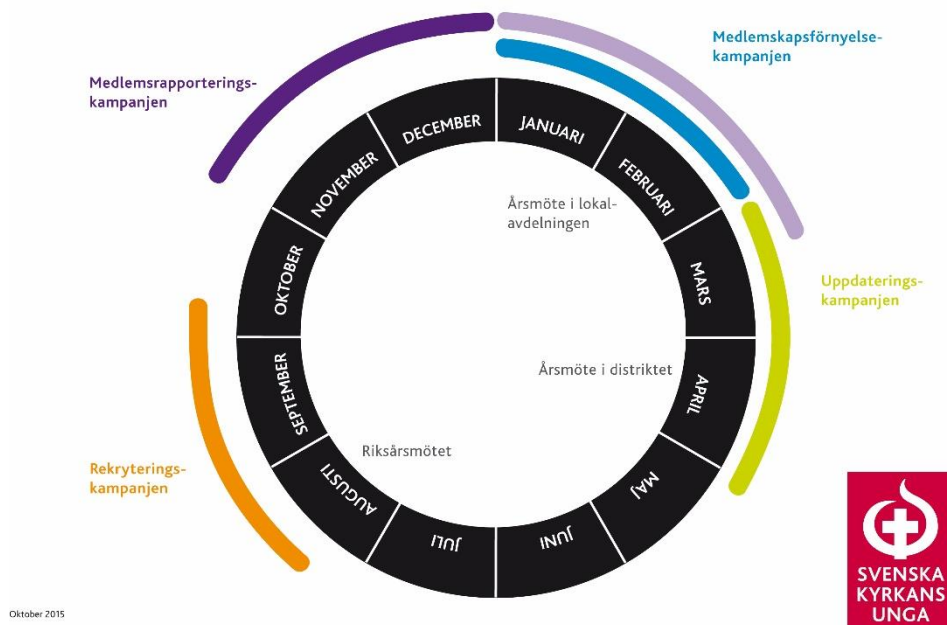 Medlemsrapporterings-
kampanjen
Medlemskapsförnyelse-
kampanjen
JANUARI
FEBRUARI
MARS
APRIL
MAJ
JUNI
JULI
AUGUSTI
SEPTEMBER
OKTOBER
NOVEMBER
DECEMBER
Årsmöte i lokal-
avdelningen
Uppdaterings-
kampanjen
Årsmöte i distriktet
Riksårsmötet
Rekryterings-
kampanjen
Oktober 2015
SVENSKA
KYRKANS
UNGA